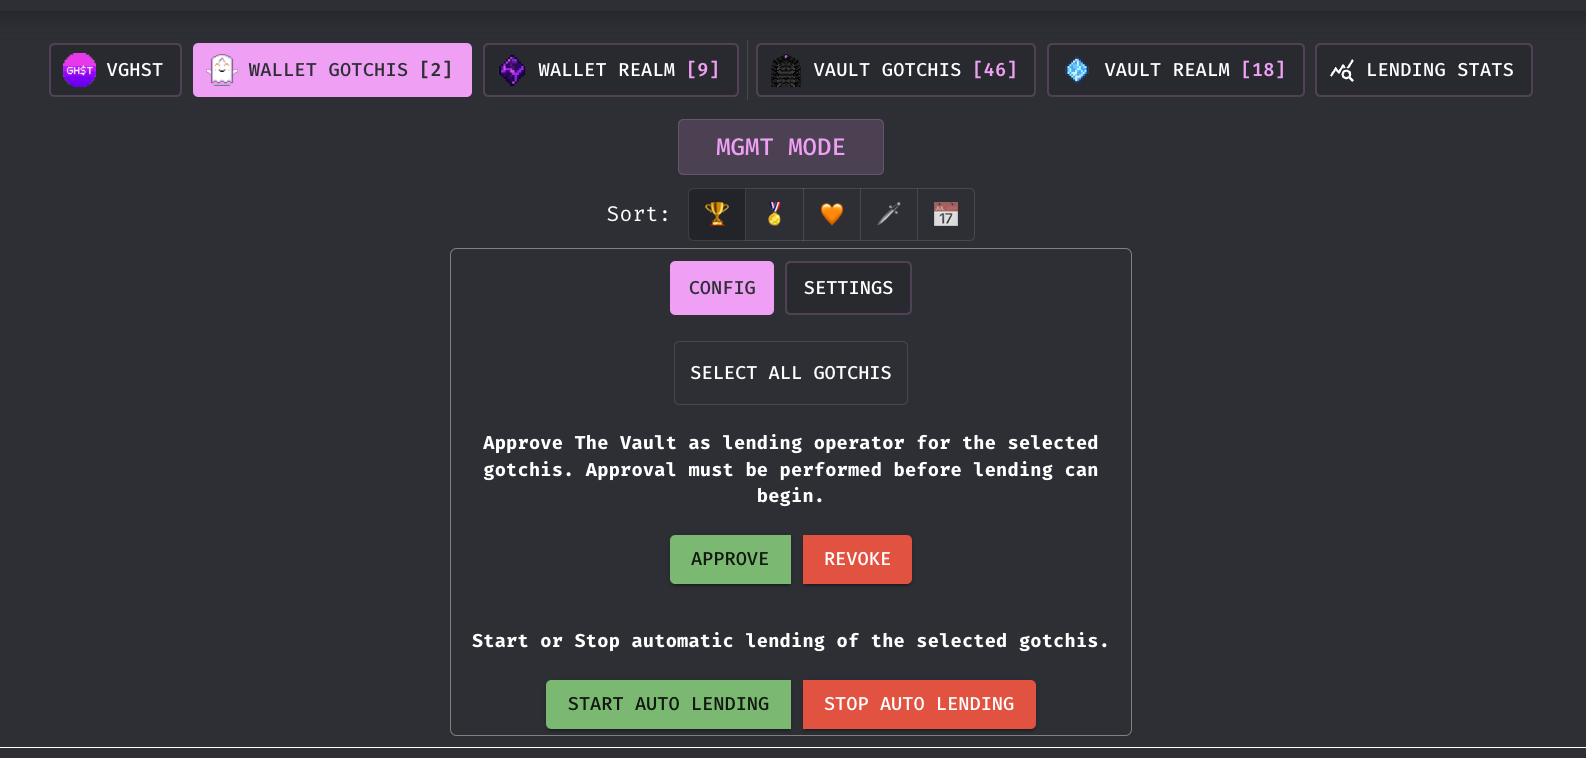 GH$T VGHST WALLET GOTCHIS [2] WALLET REALM [9] VAULT GOTCHIS [46] VAULT REALM [18] LENDING STATS
MGMT MODE
Sort: 17
CONFIG SETTINGS
SELECT ALL GOTCHIS
Approve The Vault as lending operator for the selected
gotchis. Approval must be performed before lending can
begin.
APPROVE REVOKE
Start or Stop automatic lending of the selected gotchis.
START AUTO LENDING STOP AUTO LENDING